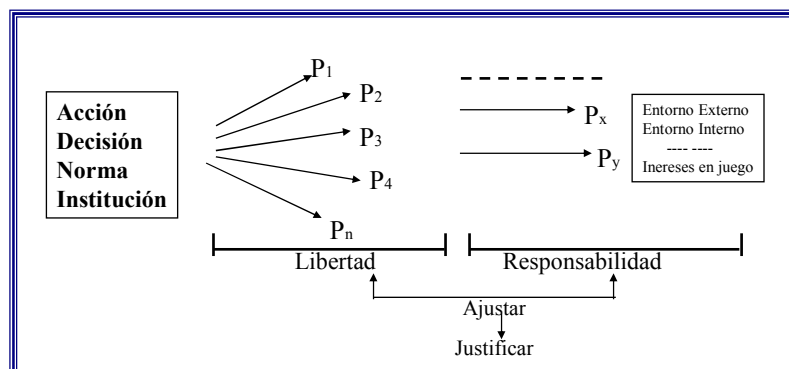 Acción
Decisión
Norma
Institución
P1
P2
P3
P4
Pn
Px
Py
Entorno Externo
Entorno Interno
---- ----
Inereses en juego
Libertad
Responsabilidad
Ajustar
Justificar